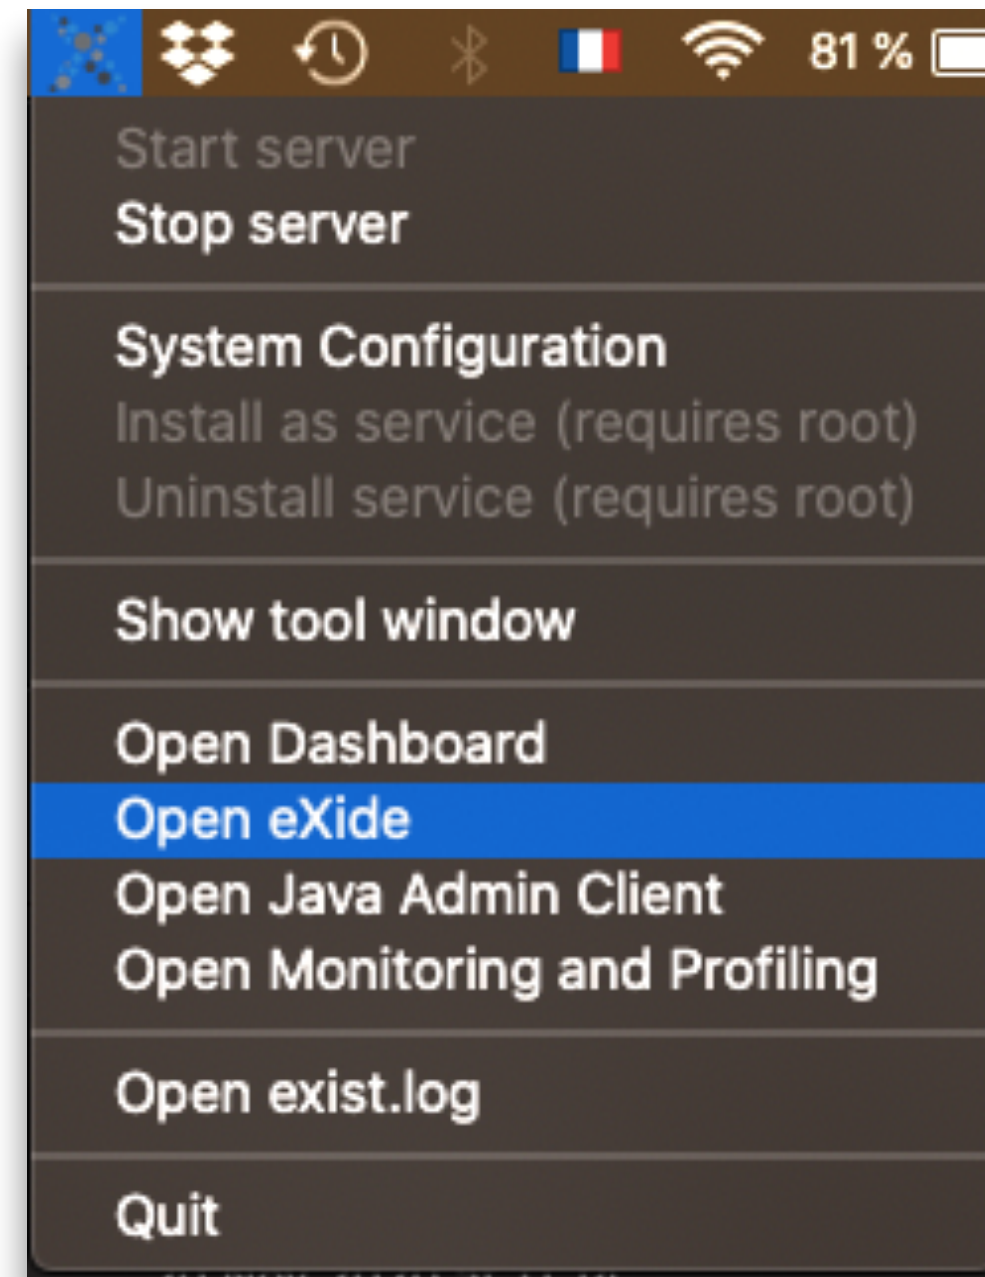 81 %
Start server
Stop server
System Configuration
Install as service (requires root)
Uninstall service (requires root)
Show tool window
Open Dashboard
Open eXide
Open Java Admin Client
Open Monitoring and Profiling
Open exist.log
Quit